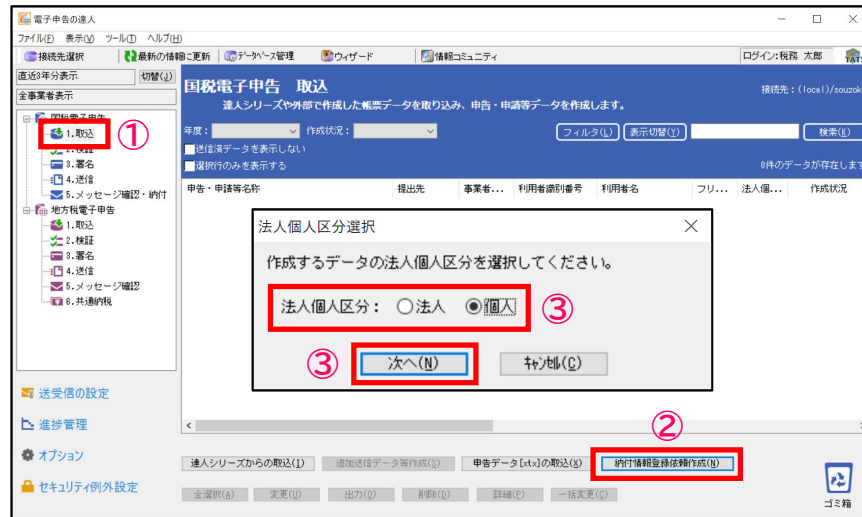 電子申告の達人
ファイル(F) 表示(V) ツール(T) ヘルプ(H)
接続先選択 最新の情報に更新 データベース管理 ウィザード 情報コミュニティ ログイン:税務 太郎
直近3年分表示 切替(J)
全事業者表示
国税電子申告 取込
達人シリーズや外部で作成した帳票データを取り込み、申告・申請等データを作成します。
接続先:(local)/souzok
年度: 作成状況: フィルタ(L) 表示切替(Y) 検索(K)
送信済データを表示しない
選択行のみを表示する
0件のデータが存在します
申告・申請等名称 提出先 事業者... 利用者識別番号 利用者名 フリ... 法人個... 作成状況
国税電子申告
1.取込
①
2.検証
3.署名
4.送信
5.メッセージ確認・納付
地方税電子申告
1.取込
2.検証
3.署名
4.送信
5.メッセージ確認
6.共通納税
法人個人区分選択
作成するデータの法人個人区分を選択してください。
法人個人区分: 法人 個人 ③
③ 次へ(N) キャンセル(C)
送受信の設定
進捗管理
オプション
セキュリティ例外設定
②
達人シリーズからの取込(I) 追加送信データ等作成(S) 申告データ[xtx]の取込(X) 納付情報登録依頼作成(N)
全選択(A) 変更(U) 出力(O) 削除(D) 詳細(P) 一括変更(G)
ゴミ箱